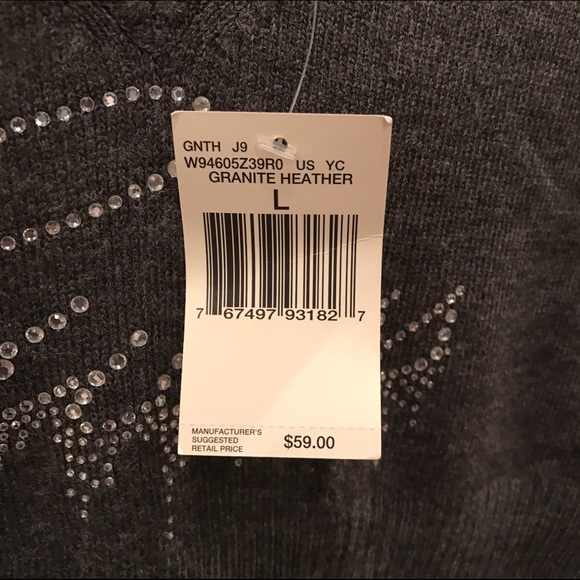 GNTH J9
W94605Z39R0 US YC
GRANITE HEATHER
L
7 67497 93182 7
MANUFACTURER'S
SUGGESTED
RETAIL PRICE $59.00